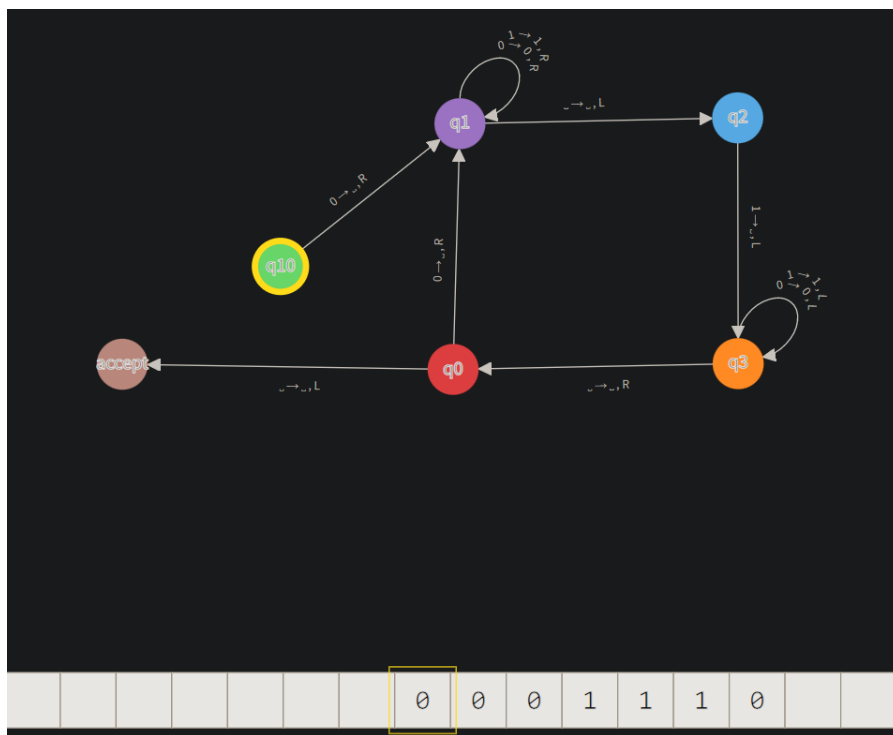 1→1,R
0→0,R
q1
␣→␣,L
q2
0→␣,R
1→␣,L
q10
0→␣,R
1→1,L
0→0,L
accept
q0
q3
␣→␣,L
␣→␣,R
0 0 0 1 1 1 0